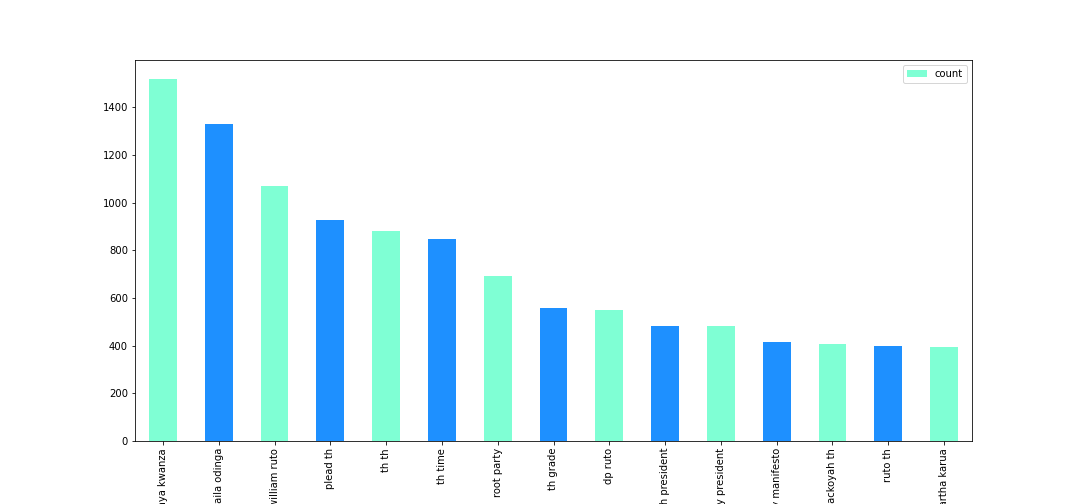 count
1400
1200
1000
800
600
400
200
0
ya kwanza
aila odinga
william ruto
plead th
th th
th time
root party
th grade
dp ruto
h president
y president
manifesto
ackoyah th
ruto th
artha karua